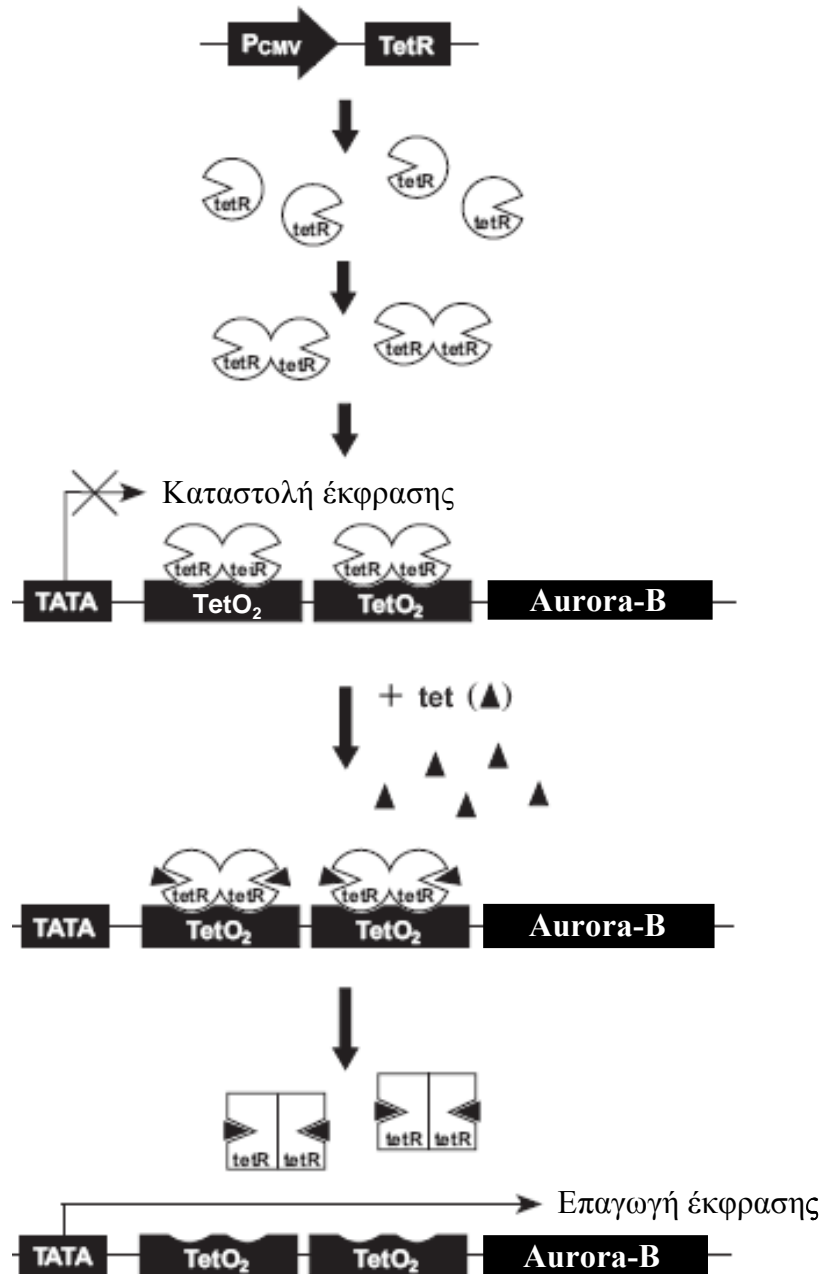 PCMV TetR
tetR tetR tetR tetR
tetR tetR tetR tetR
Καταστολή έκφρασης
tetR teiR tetR tetR
TATA TetO2 TetO2 Aurora-B
+ tet (▲)
tetR tetR tetR tetR
TATA TetO2 TetO2 Aurora-B
tetR tetR tetR tetR
Επαγωγή έκφρασης
TATA TetO2 TetO2 Aurora-B